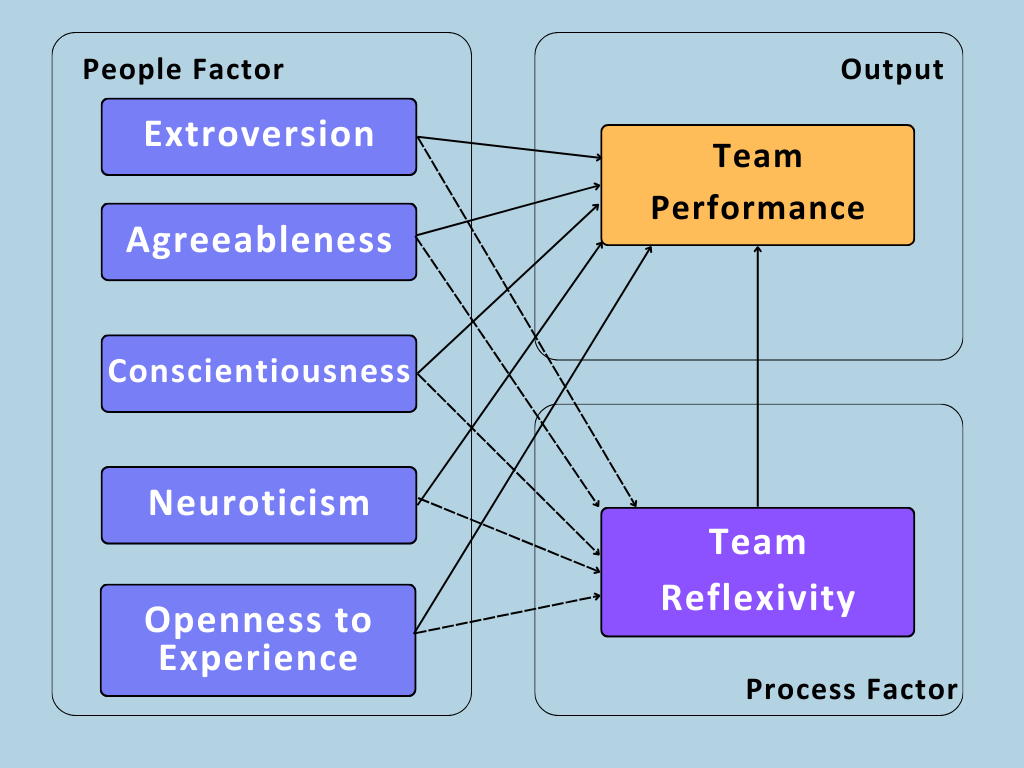 People Factor
Extroversion
Agreeableness
Conscientiousness
Neuroticism
Openness to
Experience
Output
Team
Performance
Team
Reflexivity
Process Factor